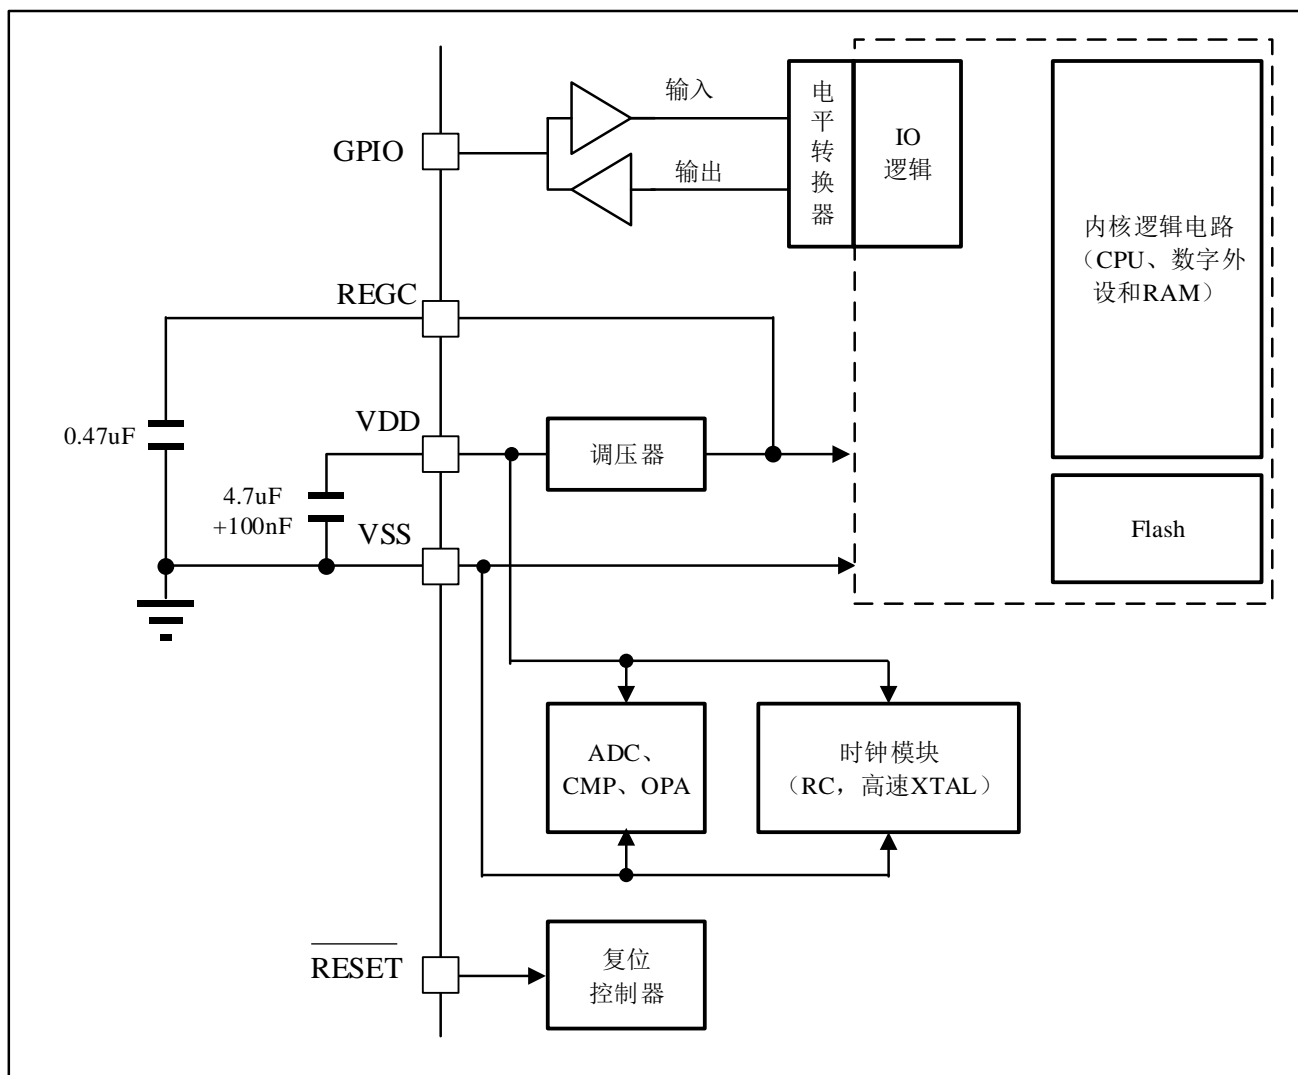 GPIO
输入
输出
电平转换器
IO
逻辑
内核逻辑电路
（CPU、数字外
设和RAM）
REGC
0.47uF
VDD
调压器
4.7uF
+100nF
VSS
Flash
ADC、
CMP、OPA
时钟模块
（RC，高速XTAL）
RESET
复位
控制器